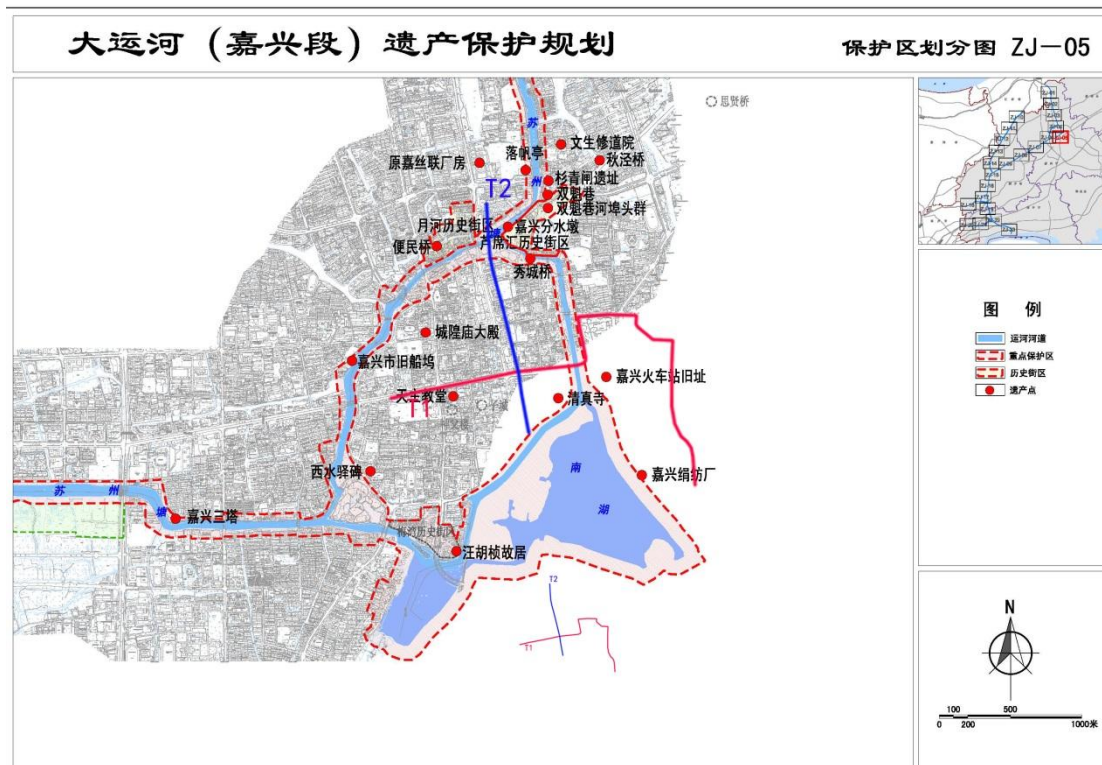 大运河（嘉兴段）遗产保护规划
保护区划分图 ZJ—05
思贤桥
苏
州
塘
文生修道院
落帆亭
原嘉丝联厂房
秋泾桥
杉青闸遗址
T2
双魁巷
双魁巷河埠头群
月河历史街区
嘉兴分水墩
芦席汇历史街区
便民桥
秀城桥
城隍庙大殿
嘉兴市旧船坞
嘉兴火车站旧址
天主教堂
T1
清真寺
子城
西水驿碑
南
湖
嘉兴绢纺厂
苏
州
塘
嘉兴三塔
梅湾历史街区
汪胡桢故居
T2
T1
图 例
运河河道
重点保护区
历史街区
遗产点
N
100 500
0 200 1000米